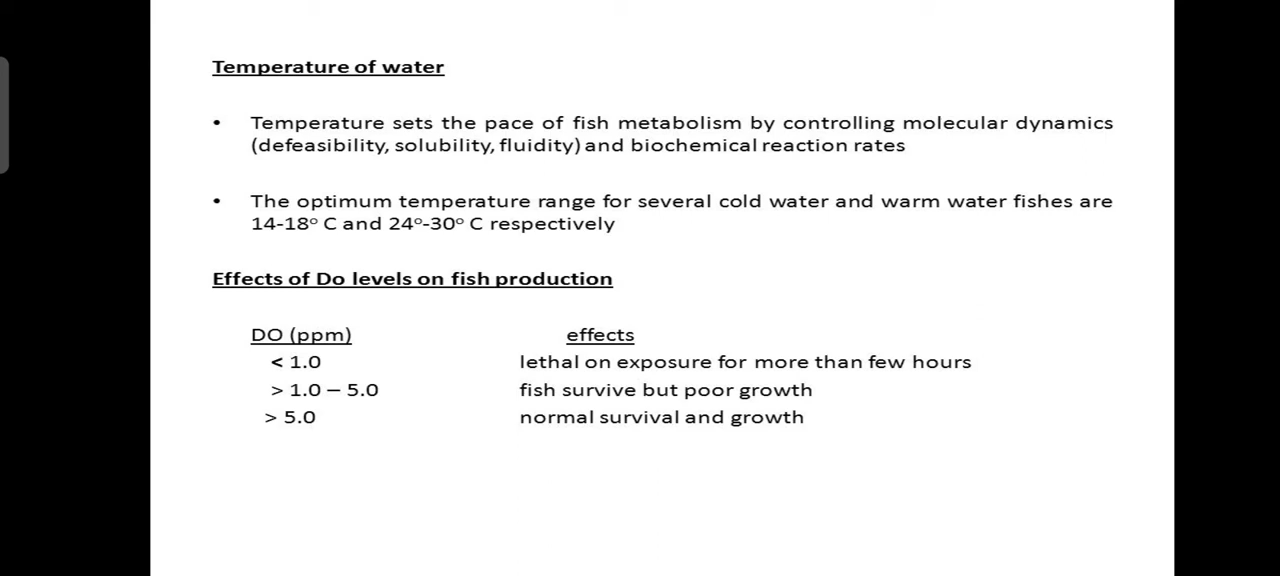 Temperature of water
• Temperature sets the pace of fish metabolism by controlling molecular dynamics
(defeasibility, solubility, fluidity) and biochemical reaction rates
• The optimum temperature range for several cold water and warm water fishes are
14-18° C and 24°-30° C respectively
Effects of Do levels on fish production
DO (ppm) effects
< 1.0 lethal on exposure for more than few hours
> 1.0 – 5.0 fish survive but poor growth
> 5.0 normal survival and growth